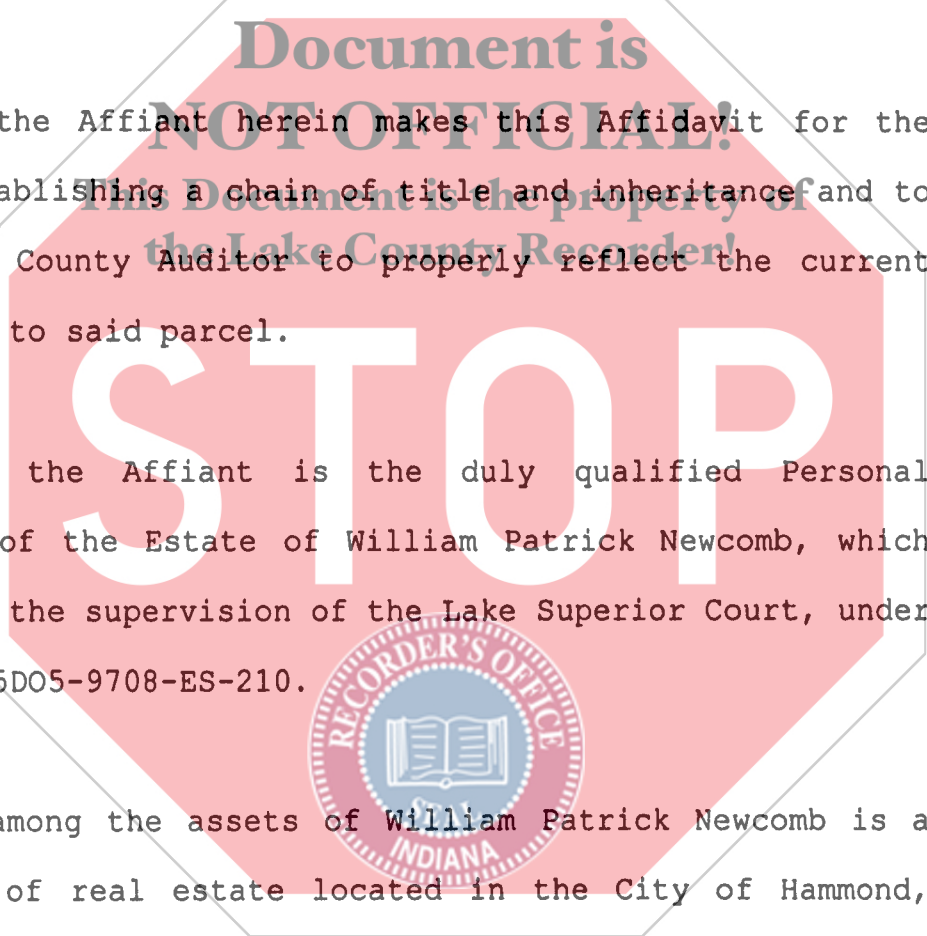 Document is
NOT OFFICIAL!
This Document is the property of
the Lake County Recorder!
the Affiant herein makes this Affidavit for the
ablishing a chain of title and inheritance and to
County Auditor to properly reflect the current
to said parcel.
STOP
the Affiant is the duly qualified Personal
of the Estate of William Patrick Newcomb, which
the supervision of the Lake Superior Court, under
5DO5-9708-ES-210.
RECORDER'S OFFICE
SEAL
INDIANA
among the assets of William Patrick Newcomb is a
of real estate located in the City of Hammond,